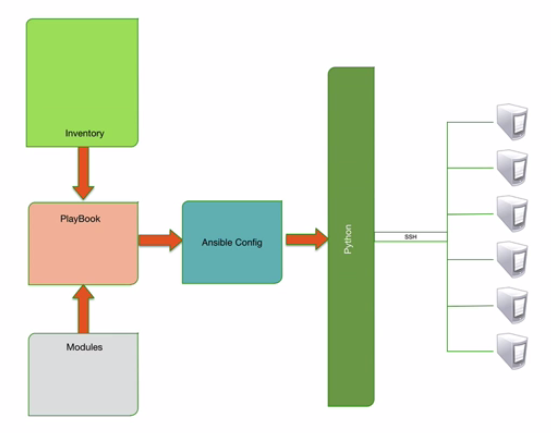 Inventory
PlayBook
Ansible Config
Python
SSH
Modules